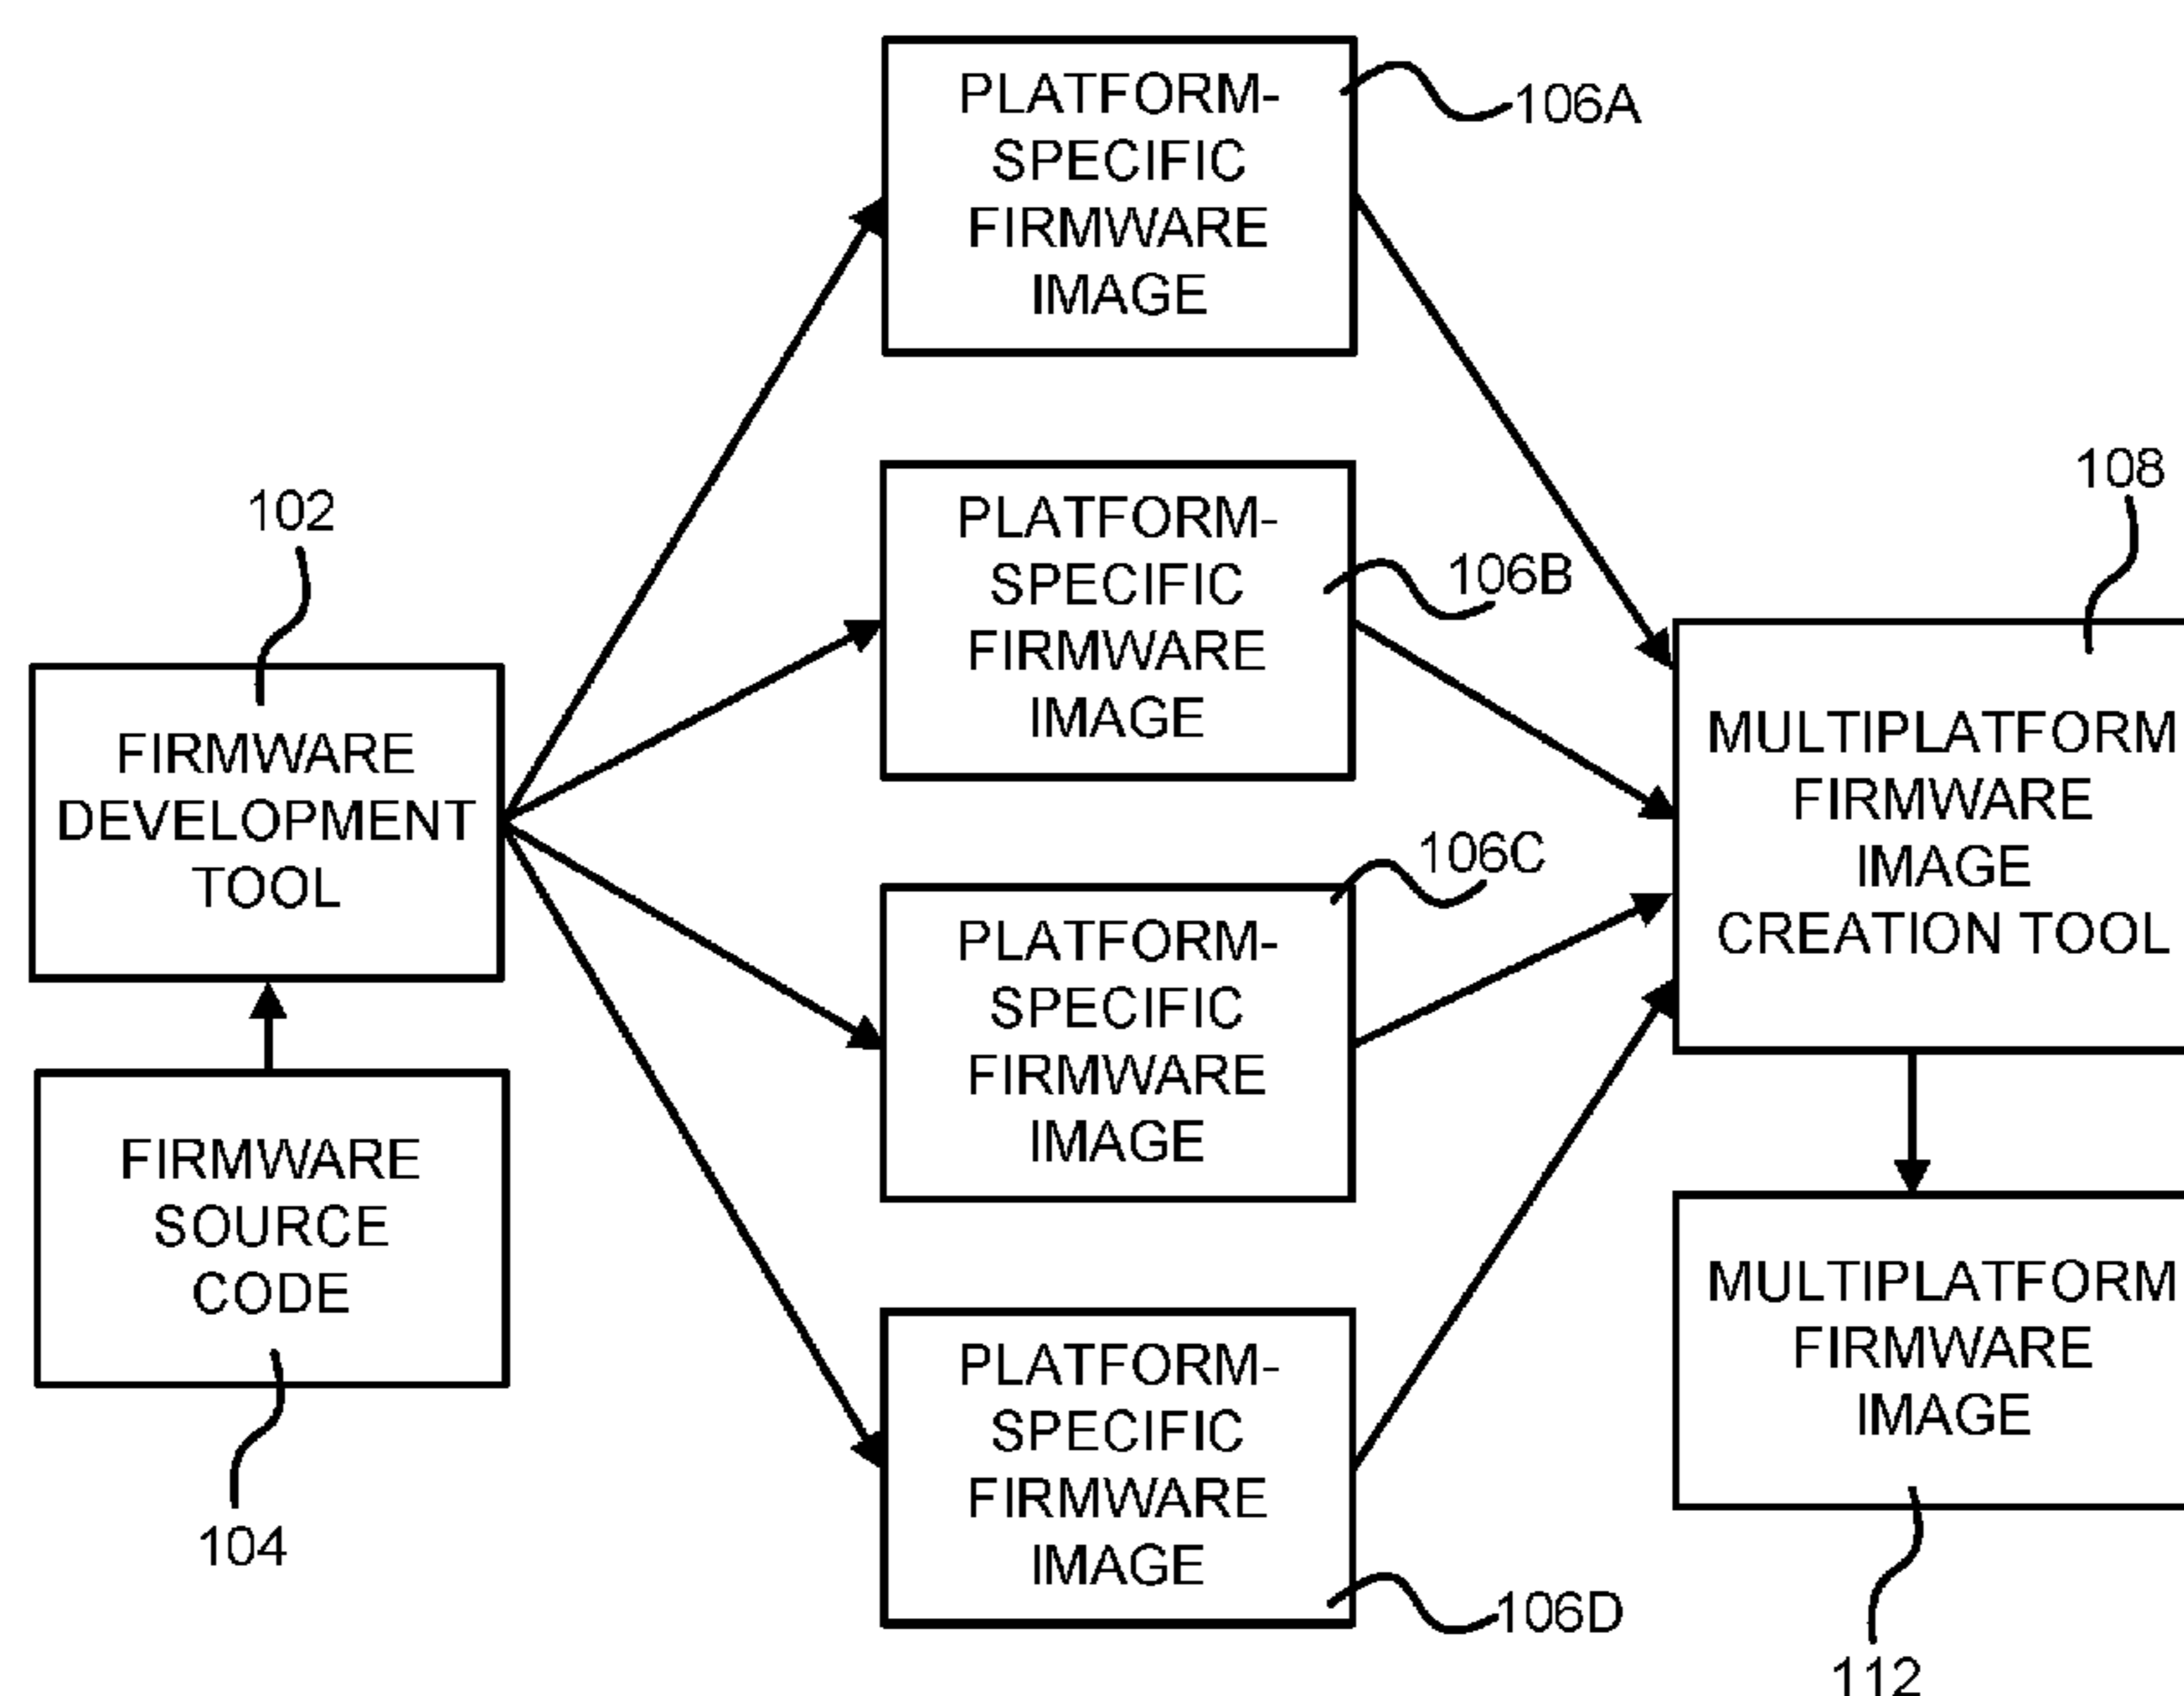 PLATFORM-
SPECIFIC
FIRMWARE
IMAGE
106A
PLATFORM-
SPECIFIC
FIRMWARE
IMAGE
106B
108
102
FIRMWARE
DEVELOPMENT
TOOL
MULTIPLATFORM
FIRMWARE
IMAGE
CREATION TOOL
106C
PLATFORM-
SPECIFIC
FIRMWARE
IMAGE
FIRMWARE
SOURCE
CODE
104
MULTIPLATFORM
FIRMWARE
IMAGE
112
PLATFORM-
SPECIFIC
FIRMWARE
IMAGE
106D